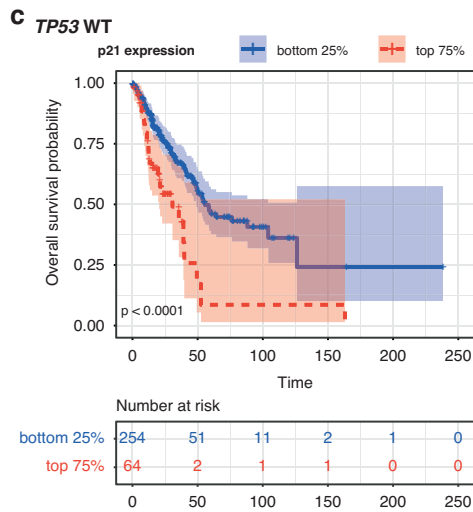 c TP53 WT
p21 expression bottom 25% top 75%
Overall survival probability
1.00
0.75
0.50
0.25
0.00
p < 0.0001
0 50 100 150 200 250
Time
Number at risk
bottom 25% 254 51 11 2 1 0
top 75% 64 2 1 1 0 0
0 50 100 150 200 250